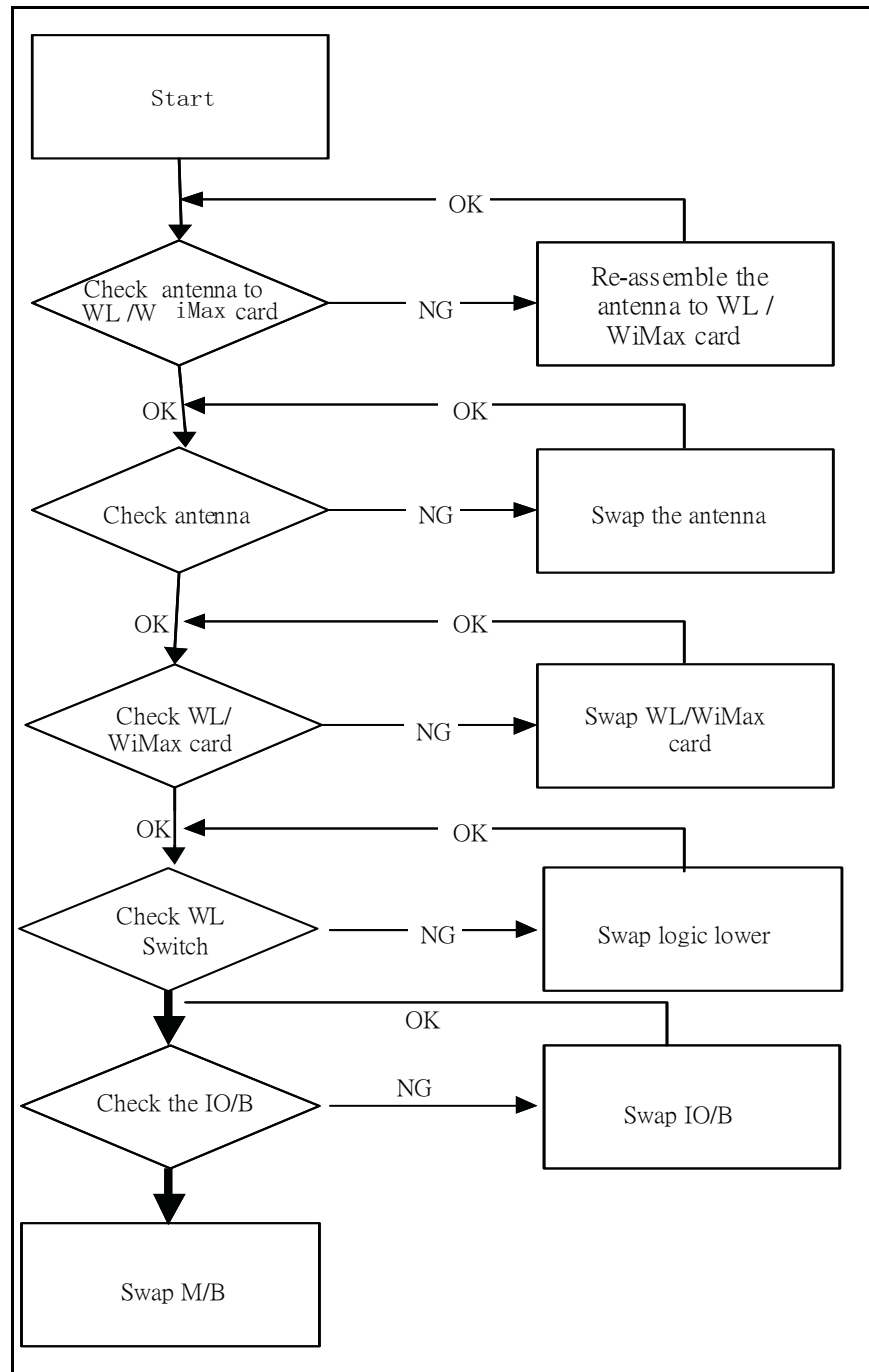 Start
OK
Check antenna to
WL /W iMax card
NG
Re-assemble the
antenna to WL /
WiMax card
OK
OK
Check antenna
NG
Swap the antenna
OK
OK
Check WL/
WiMax card
NG
Swap WL/WiMax
card
OK
OK
Check WL
Switch
NG
Swap logic lower
OK
Check the IO/B
NG
Swap IO/B
Swap M/B